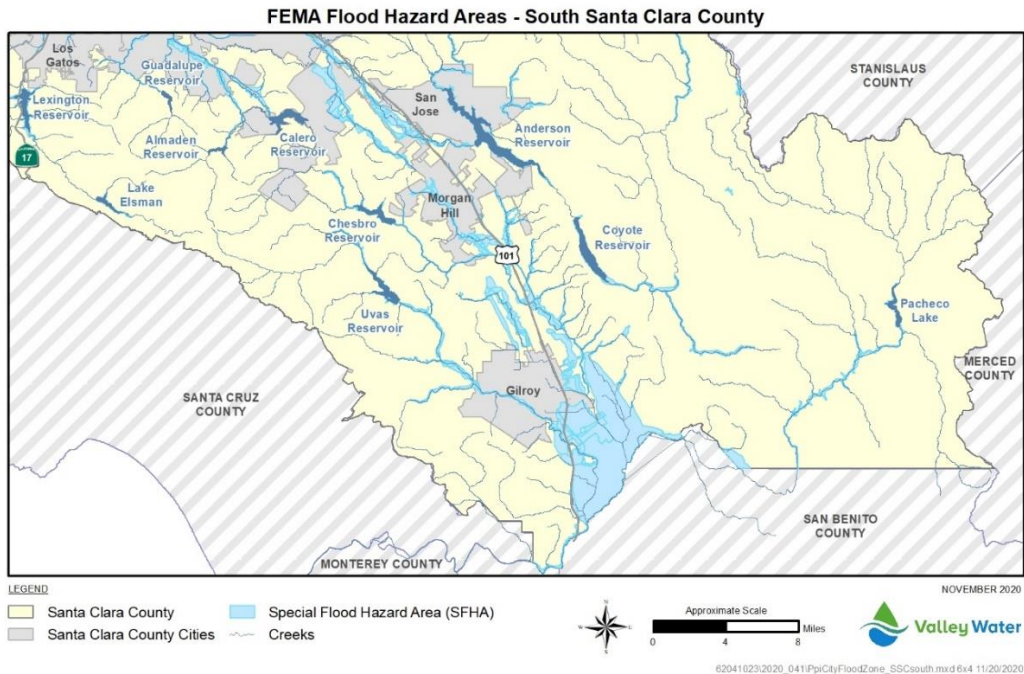 FEMA Flood Hazard Areas - South Santa Clara County
Los
Gatos
Guadalupe
Reservoir
STANISLAUS
COUNTY
Lexington
Reservoir
San
Jose
Anderson
Reservoir
Almaden
Reservoir
Calero
Reservoir
17
Lake
Elsman
Morgan
Hill
Chesbro
Reservoir
Coyote
Reservoir
101
Uvas
Reservoir
Pacheco
Lake
MERCED
COUNTY
SANTA CRUZ
COUNTY
Gilroy
SAN BENITO
COUNTY
MONTEREY COUNTY
LEGEND
NOVEMBER 2020
Santa Clara County
Santa Clara County Cities
Special Flood Hazard Area (SFHA)
Creeks
N
W
E
S
Approximate Scale
Miles
0 4 8
Valley Water
62041023\2020_041\PpiCityFloodZone_SSCsouth.mxd 6x4 11/20/2020